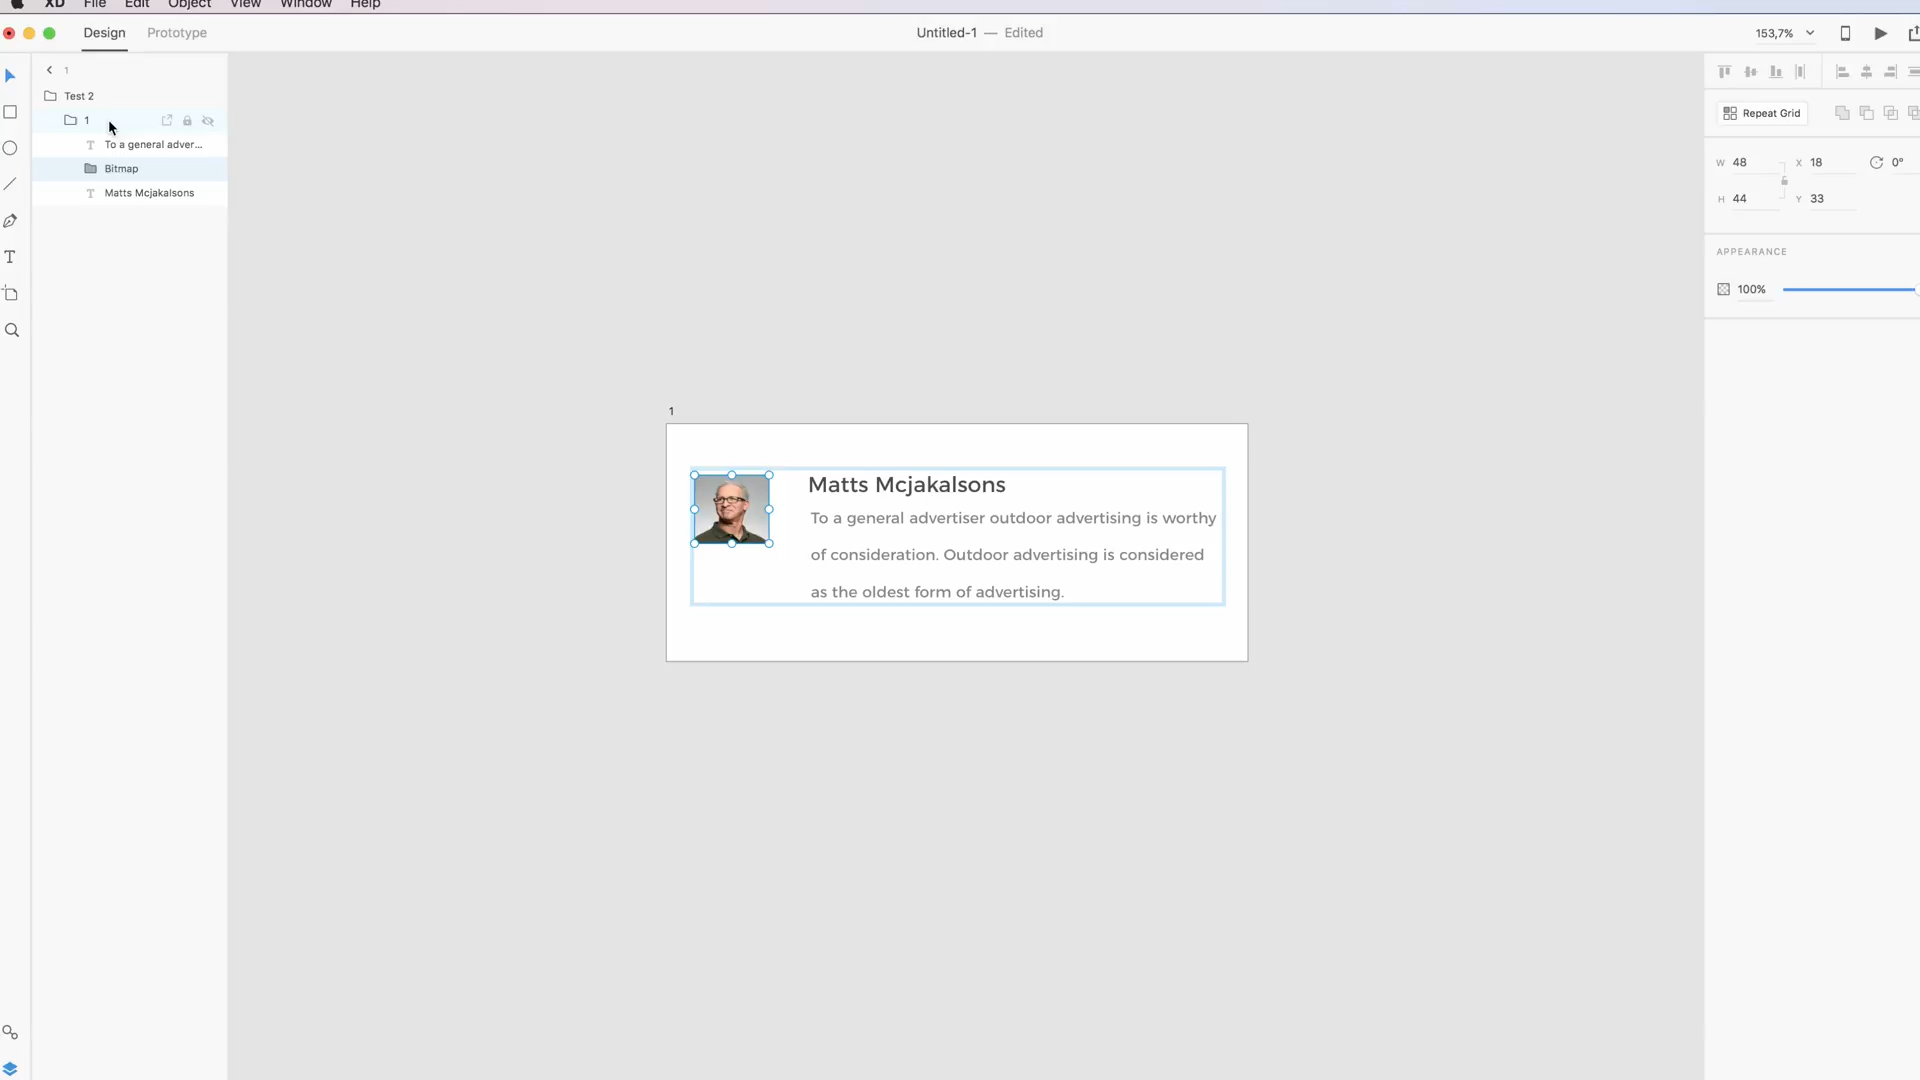 XD File Edit Object View Window Help
Design Prototype Untitled-1 — Edited 153,7%
1
Test 2
1
To a general adver...
Bitmap
Matts Mcjakalsons
Repeat Grid
W 48 X 18 0°
H 44 Y 33
APPEARANCE
100%
1
Matts Mcjakalsons
To a general advertiser outdoor advertising is worthy
of consideration. Outdoor advertising is considered
as the oldest form of advertising.